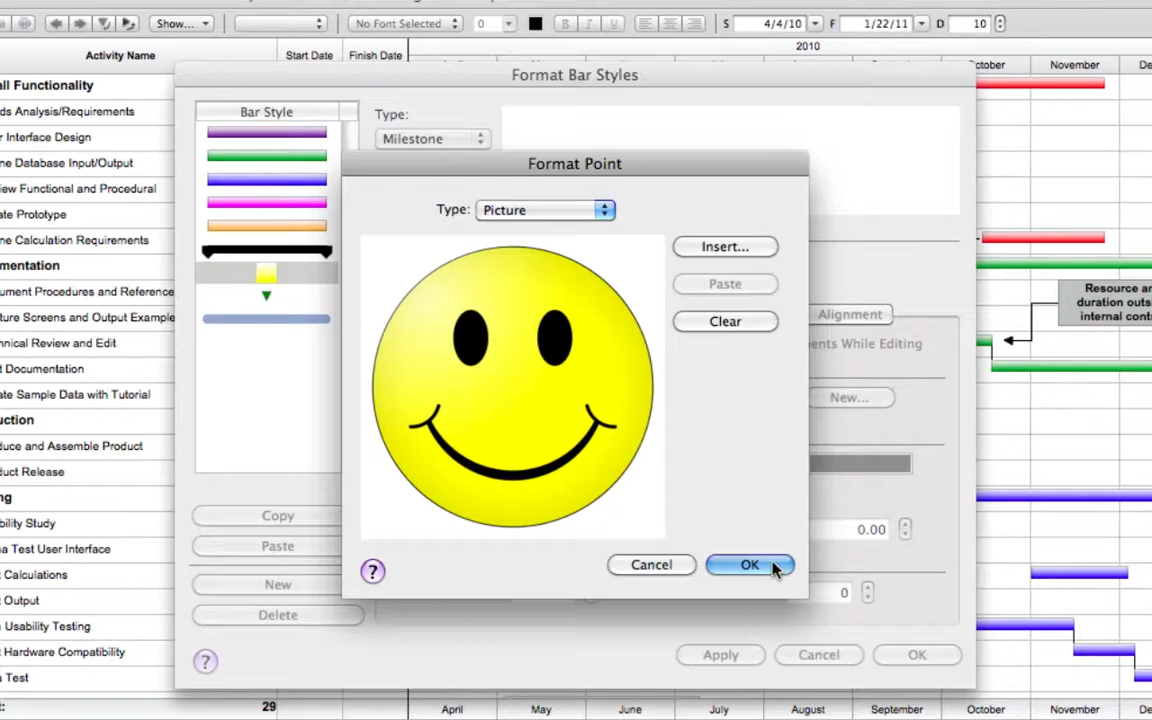 Show...
No Font Selected
0
B I U
S 4/4/10 F 1/22/11 D 10
Activity Name
Start Date
Finish Date
2010
October
November
Format Bar Styles
Bar Style
Type:
Milestone
Format Point
Type: Picture
Insert...
Paste
Clear
?
Cancel
OK
Alignment
ents While Editing
New...
0.00
0
Copy
Paste
New
Delete
?
Apply
Cancel
OK
all Functionality
ds Analysis/Requirements
r Interface Design
ne Database Input/Output
ew Functional and Procedural
ate Prototype
ne Calculation Requirements
mentation
ument Procedures and Reference
ture Screens and Output Example
hnical Review and Edit
t Documentation
ate Sample Data with Tutorial
uction
duce and Assemble Product
duct Release
ng
bility Study
a Test User Interface
t Calculations
t Output
n Usability Testing
t Hardware Compatibility
a Test
t:
29
Resource an
duration outs
internal cont
April
May
June
July
August
September
October
November
De